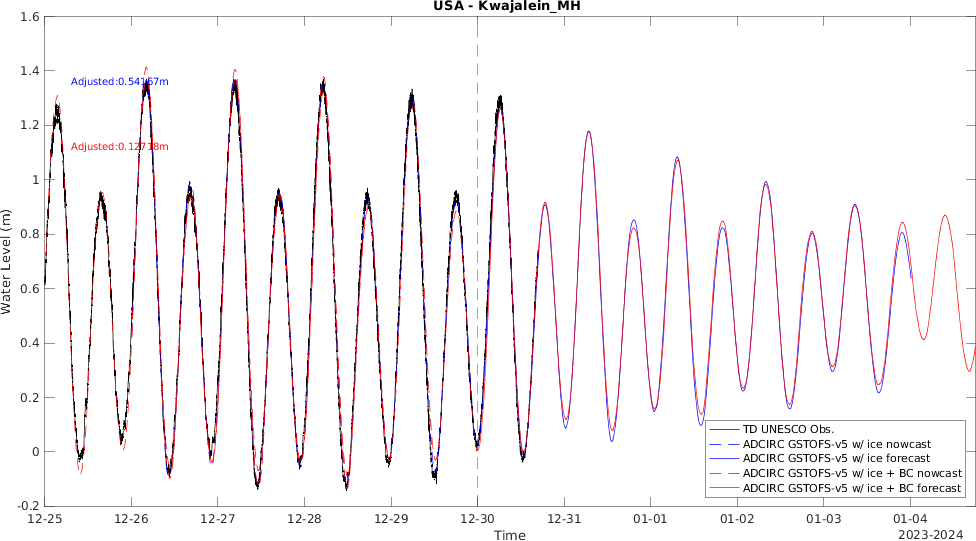 USA - Kwajalein_MH
1.6
1.4
1.2
1
0.8
0.6
0.4
0.2
0
-0.2
Water Level (m)
Adjusted:0.54167m
Adjusted:0.12718m
TD UNESCO Obs.
ADCIRC GSTOFS-v5 w/ ice nowcast
ADCIRC GSTOFS-v5 w/ ice forecast
ADCIRC GSTOFS-v5 w/ ice + BC nowcast
ADCIRC GSTOFS-v5 w/ ice + BC forecast
12-25 12-26 12-27 12-28 12-29 12-30 12-31 01-01 01-02 01-03 01-04
Time
2023-2024